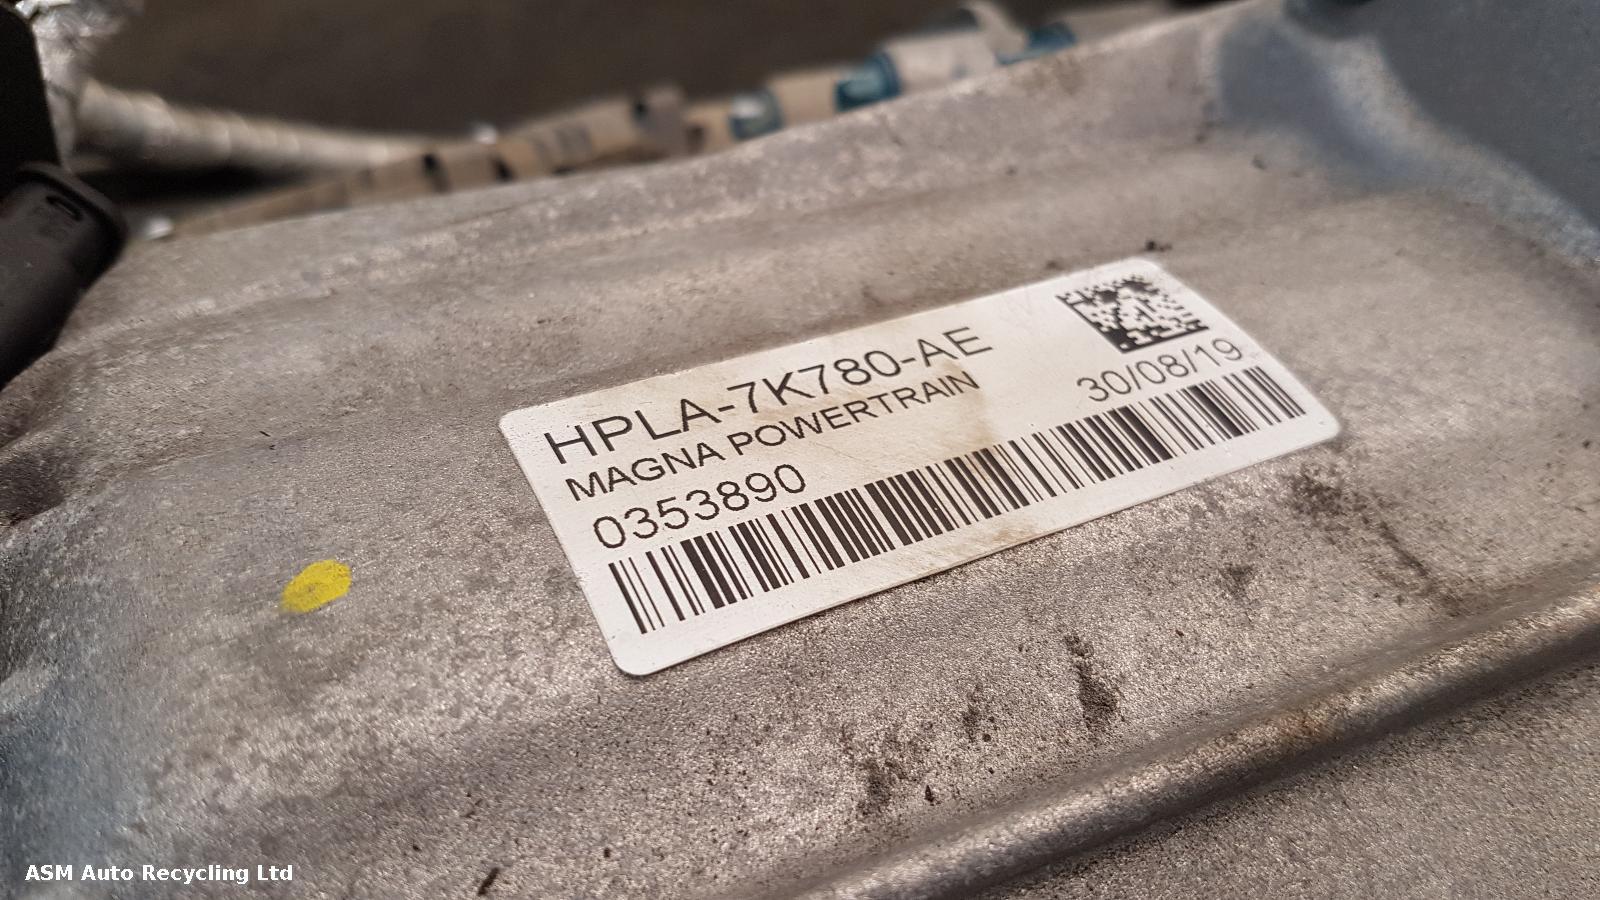 HPLA-7K780-AE
MAGNA POWERTRAIN
30/08/19
0353890
ASM Auto Recycling Ltd